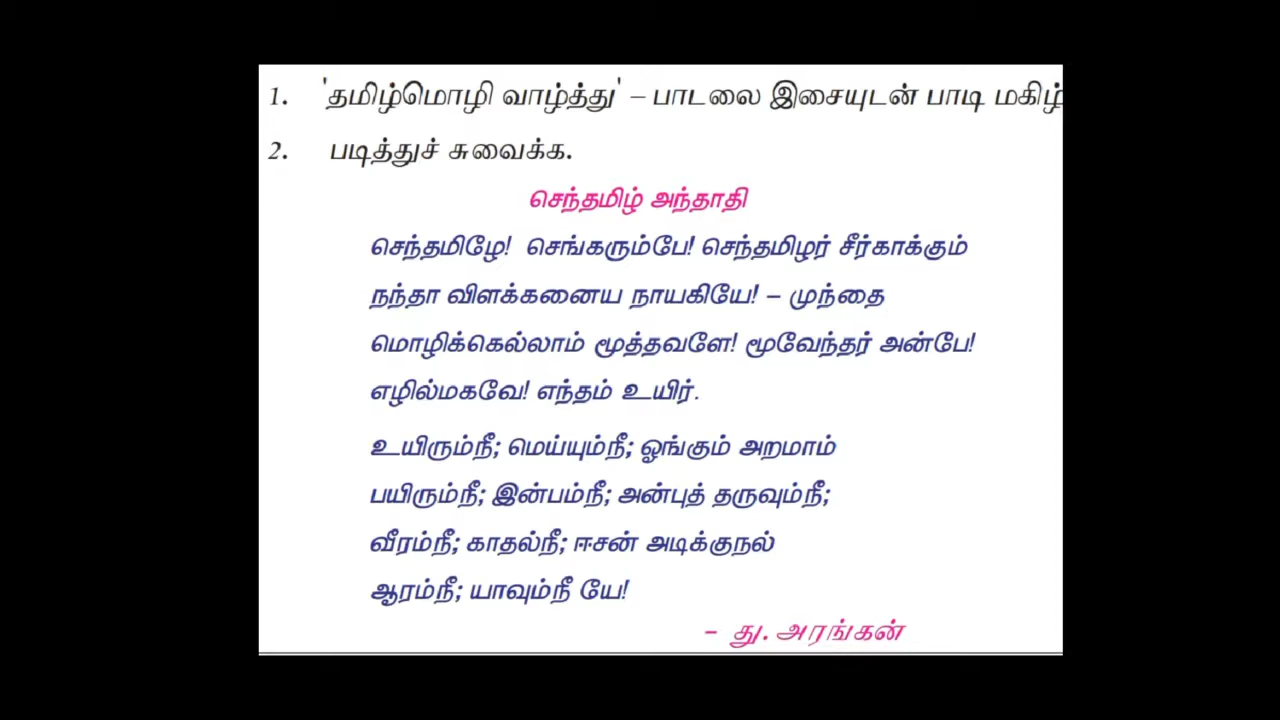 1. 'தமிழ்மொழி வாழ்த்து' – பாடலை இசையுடன் பாடி மகிழ்
2. படித்துச் சுவைக்க.
செந்தமிழ் அந்தாதி
செந்தமிழே! செங்கரும்பே! செந்தமிழர் சீர்காக்கும்
நந்தா விளக்கனைய நாயகியே! – முந்தை
மொழிக்கெல்லாம் மூத்தவளே! மூவேந்தர் அன்பே!
எழில்மகவே! எந்தம் உயிர்.
உயிரும்நீ; மெய்யும்நீ; ஓங்கும் அறமாம்
பயிரும்நீ; இன்பம்நீ; அன்புத் தருவும்நீ;
வீரம்நீ; காதல்நீ; ஈசன் அடிக்குநல்
ஆரம்நீ; யாவும்நீ யே!
– து. அரங்கன்